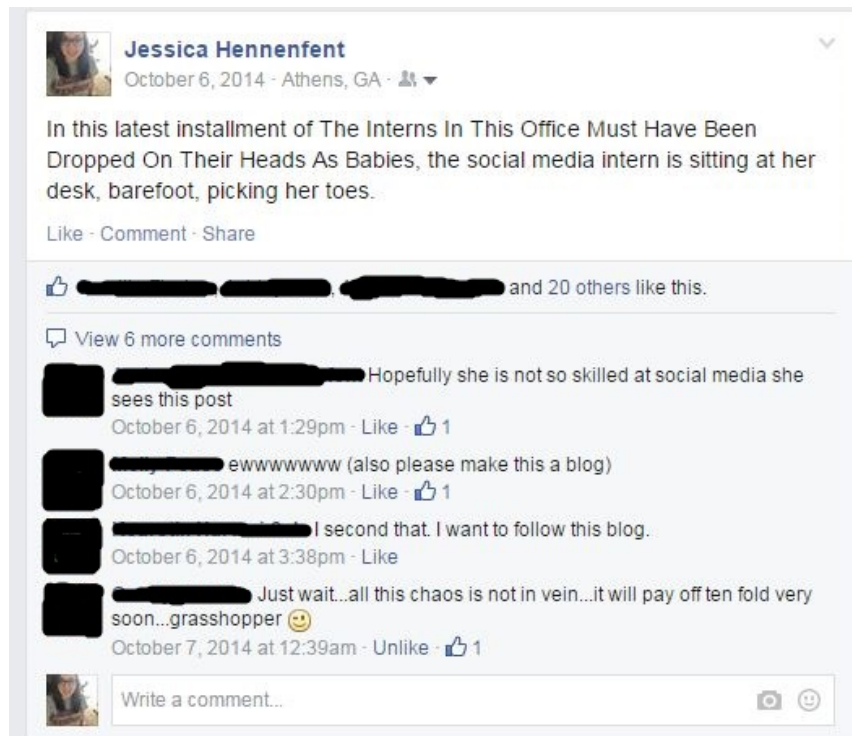 Jessica Hennenfent
October 6, 2014 · Athens, GA ·
In this latest installment of The Interns In This Office Must Have Been
Dropped On Their Heads As Babies, the social media intern is sitting at her
desk, barefoot, picking her toes.
Like · Comment · Share
and 20 others like this.
View 6 more comments
Hopefully she is not so skilled at social media she
sees this post
October 6, 2014 at 1:29pm · Like · 1
ewwwwwww (also please make this a blog)
October 6, 2014 at 2:30pm · Like · 1
I second that. I want to follow this blog.
October 6, 2014 at 3:38pm · Like
Just wait...all this chaos is not in vein...it will pay off ten fold very
soon...grasshopper
October 7, 2014 at 12:39am · Unlike · 1
Write a comment...